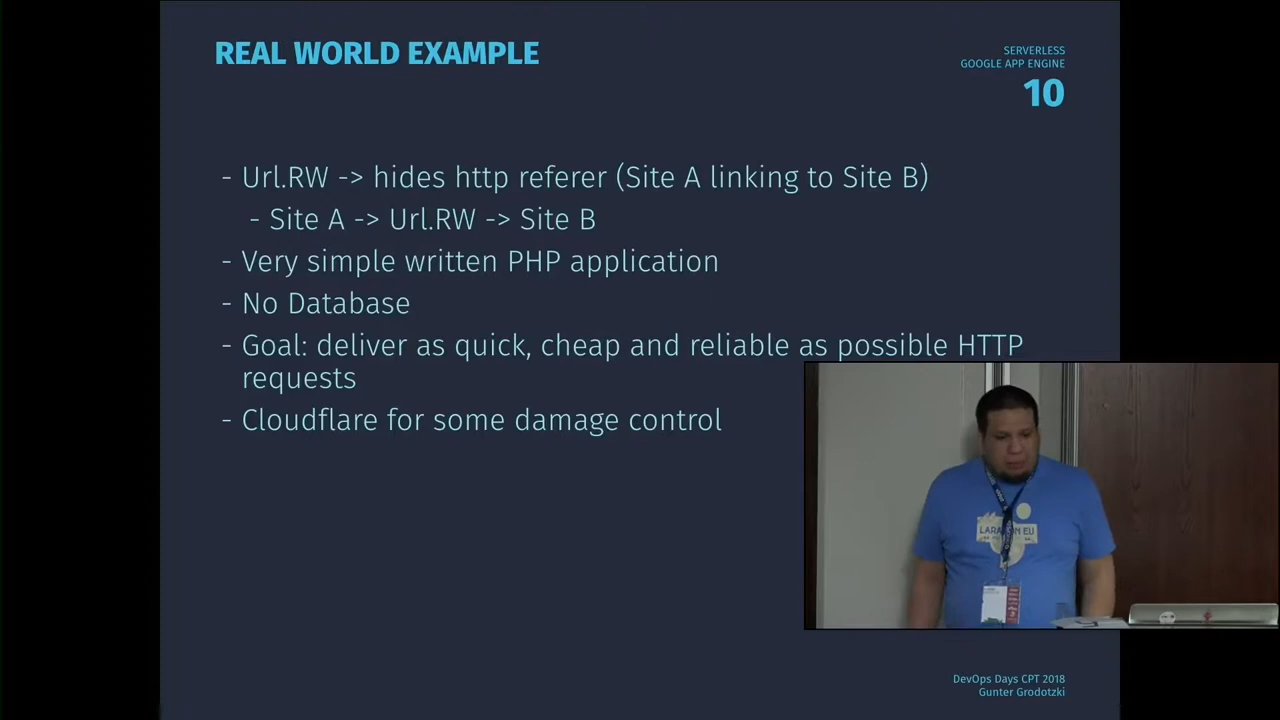 REAL WORLD EXAMPLE
SERVERLESS
GOOGLE APP ENGINE
10
- Url.RW -> hides http referer (Site A linking to Site B)
- Site A -> Url.RW -> Site B
- Very simple written PHP application
- No Database
- Goal: deliver as quick, cheap and reliable as possible HTTP
requests
- Cloudflare for some damage control
EU
DevOps Days CPT 2018
Gunter Grodotzki